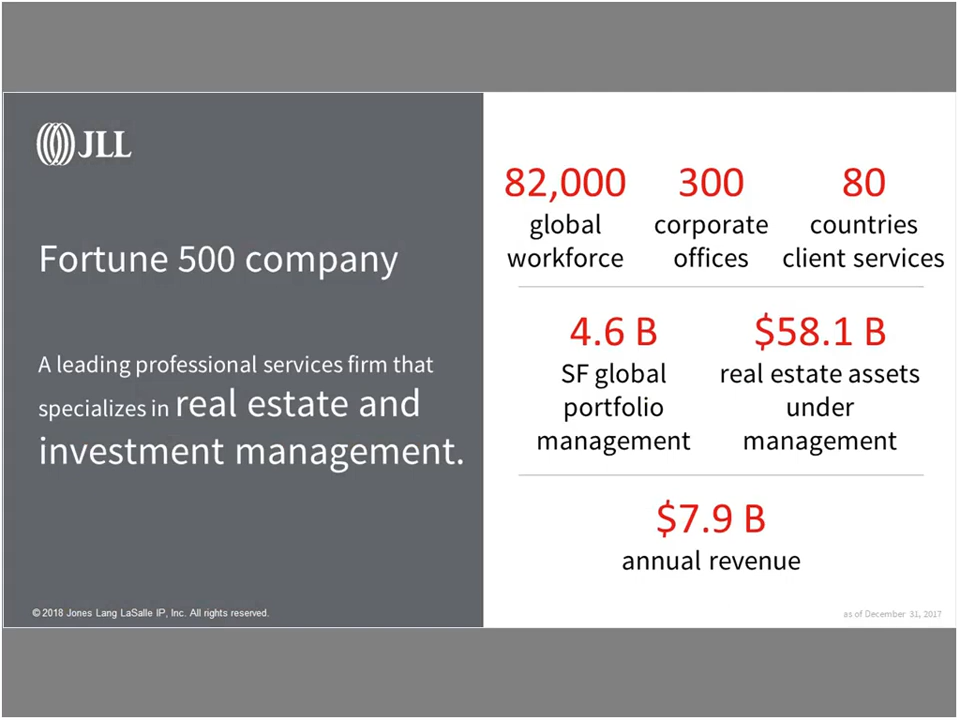 JLL
Fortune 500 company
A leading professional services firm that
specializes in real estate and
investment management.
© 2018 Jones Lang LaSalle IP, Inc. All rights reserved.
82,000
global
workforce
300
corporate
offices
80
countries
client services
4.6 B
SF global
portfolio
management
$58.1 B
real estate assets
under
management
$7.9 B
annual revenue
as of December 31, 2017